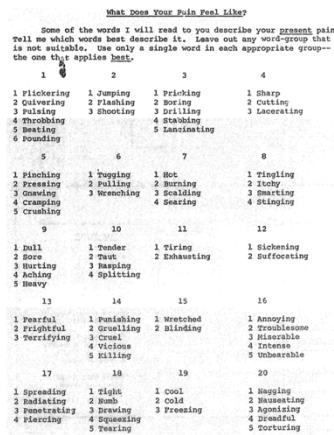 What Does Your Pain Feel Like?
Some of the words I will read to you describe your present pain.
Tell me which words best describe it. Leave out any word-group that
is not suitable. Use only a single word in each appropriate group--
the one that applies best.
1 2 3 4
1 Flickering 1 Jumping 1 Pricking 1 Sharp
2 Quivering 2 Flashing 2 Boring 2 Cutting
3 Pulsing 3 Shooting 3 Drilling 3 Lacerating
4 Throbbing 4 Stabbing
5 Beating 5 Lancinating
6 Pounding
5 6 7 8
1 Pinching 1 Tugging 1 Hot 1 Tingling
2 Pressing 2 Pulling 2 Burning 2 Itchy
3 Gnawing 3 Wrenching 3 Scalding 3 Smarting
4 Cramping 4 Searing 4 Stinging
5 Crushing
9 10 11 12
1 Dull 1 Tender 1 Tiring 1 Sickening
2 Sore 2 Taut 2 Exhausting 2 Suffocating
3 Hurting 3 Rasping
4 Aching 4 Splitting
5 Heavy
13 14 15 16
1 Fearful 1 Punishing 1 Wretched 1 Annoying
2 Frightful 2 Gruelling 2 Blinding 2 Troublesome
3 Terrifying 3 Cruel 3 Miserable
4 Vicious 4 Intense
5 Killing 5 Unbearable
17 18 19 20
1 Spreading 1 Tight 1 Cool 1 Nagging
2 Radiating 2 Numb 2 Cold 2 Nauseating
3 Penetrating 3 Drawing 3 Freezing 3 Agonizing
4 Piercing 4 Squeezing 4 Dreadful
5 Tearing 5 Torturing